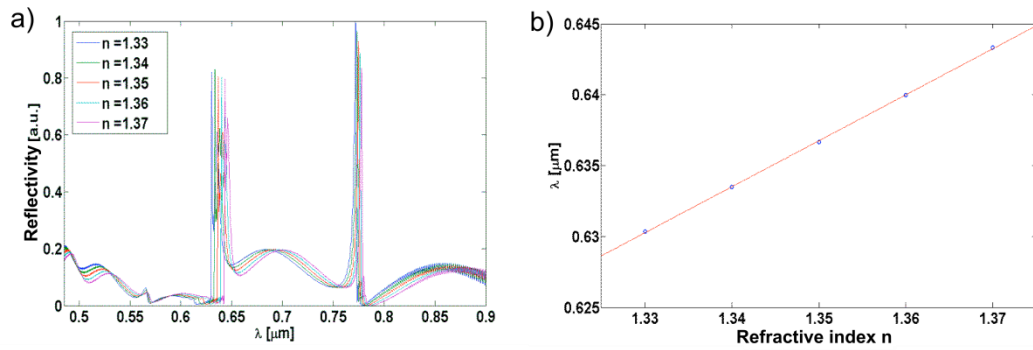 a)
1
0.8
0.6
0.4
0.2
0
Reflectivity [a.u.]
n =1.33
n =1.34
n =1.35
n =1.36
n =1.37
0.5 0.55 0.6 0.65 0.7 0.75 0.8 0.85 0.9
λ [μm]
b)
0.645
0.64
0.635
0.63
0.625
λ [μm]
1.33 1.34 1.35 1.36 1.37
Refractive index n